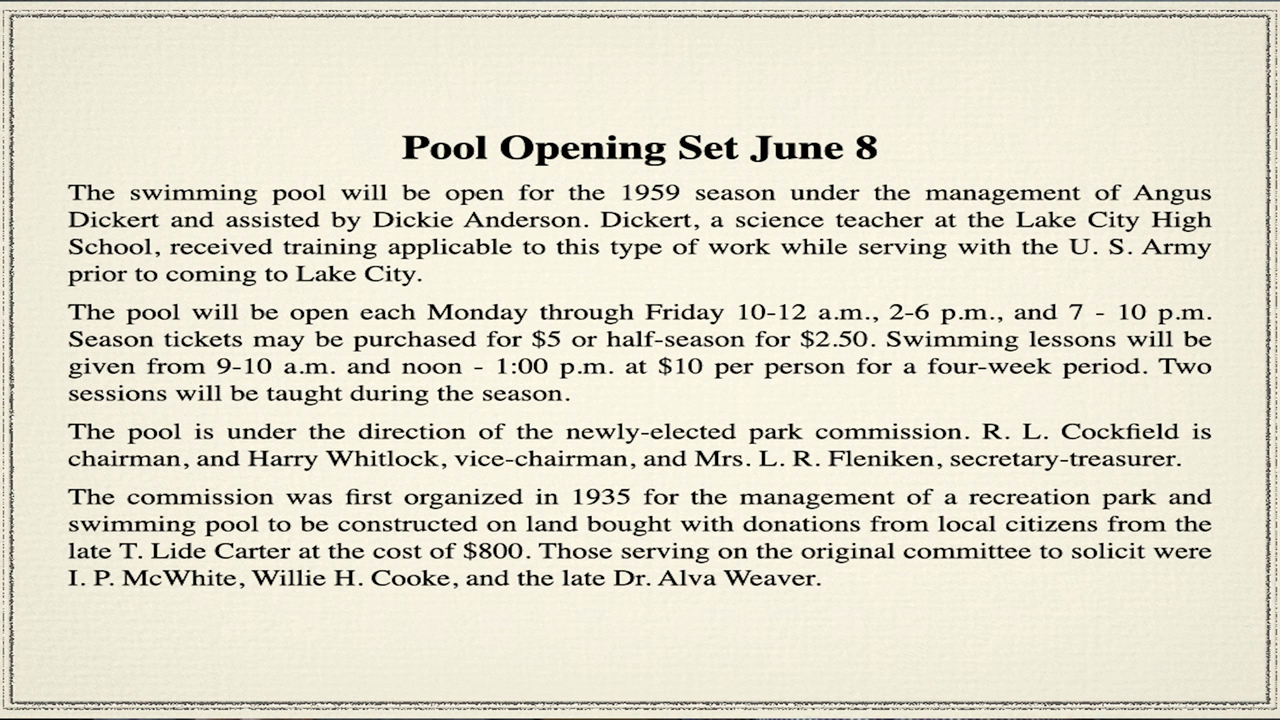 Pool Opening Set June 8
The swimming pool will be open for the 1959 season under the management of Angus
Dickert and assisted by Dickie Anderson. Dickert, a science teacher at the Lake City High
School, received training applicable to this type of work while serving with the U. S. Army
prior to coming to Lake City.
The pool will be open each Monday through Friday 10-12 a.m., 2-6 p.m., and 7 - 10 p.m.
Season tickets may be purchased for $5 or half-season for $2.50. Swimming lessons will be
given from 9-10 a.m. and noon - 1:00 p.m. at $10 per person for a four-week period. Two
sessions will be taught during the season.
The pool is under the direction of the newly-elected park commission. R. L. Cockfield is
chairman, and Harry Whitlock, vice-chairman, and Mrs. L. R. Fleniken, secretary-treasurer.
The commission was first organized in 1935 for the management of a recreation park and
swimming pool to be constructed on land bought with donations from local citizens from the
late T. Lide Carter at the cost of $800. Those serving on the original committee to solicit were
I. P. McWhite, Willie H. Cooke, and the late Dr. Alva Weaver.